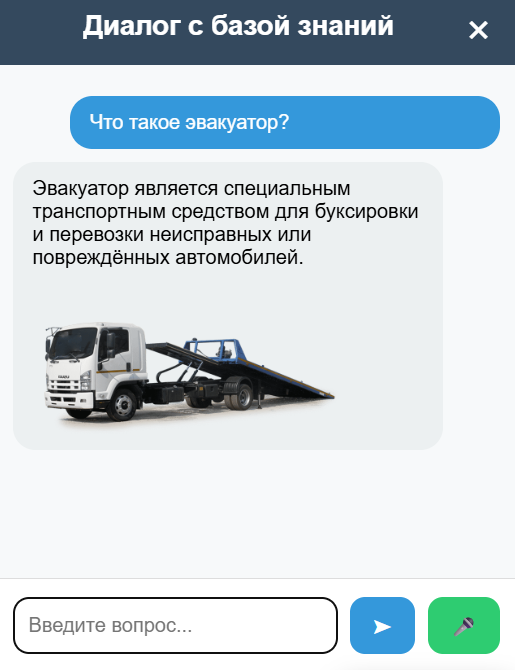 Диалог с базой знаний
Что такое эвакуатор?
Эвакуатор является специальным
транспортным средством для буксировки
и перевозки неисправных или
повреждённых автомобилей.
ISUZU
Введите вопрос...